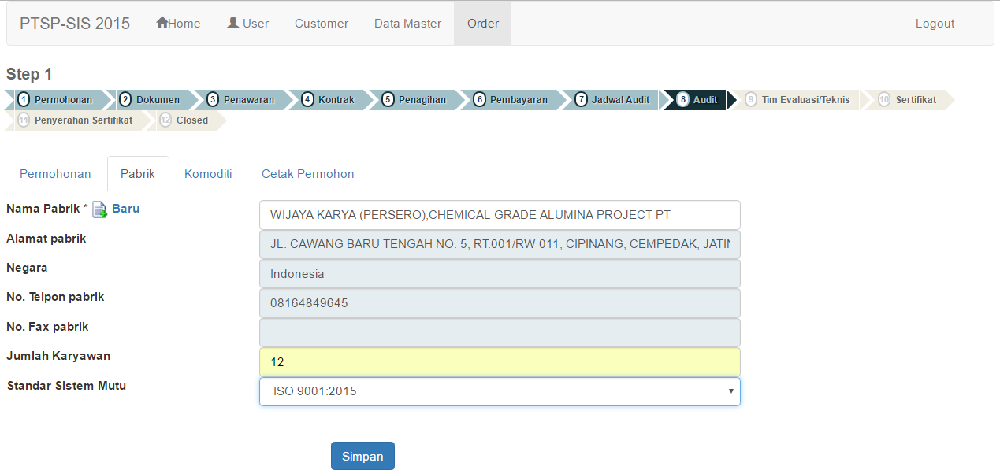 PTSP-SIS 2015 Home User Customer Data Master Order Logout
Step 1
1 Permohonan 2 Dokumen 3 Penawaran 4 Kontrak 5 Penagihan 6 Pembayaran 7 Jadwal Audit 8 Audit 9 Tim Evaluasi/Teknis 10 Sertifikat
11 Penyerahan Sertifikat 12 Closed
Permohonan Pabrik Komoditi Cetak Permohon
Nama Pabrik * Baru WIJAYA KARYA (PERSERO),CHEMICAL GRADE ALUMINA PROJECT PT
Alamat pabrik JL. CAWANG BARU TENGAH NO. 5, RT.001/RW 011, CIPINANG, CEMPEDAK,
Negara Indonesia
No. Telpon pabrik 08164849645
No. Fax pabrik
Jumlah Karyawan 12
Standar Sistem Mutu ISO 9001:2015
Simpan